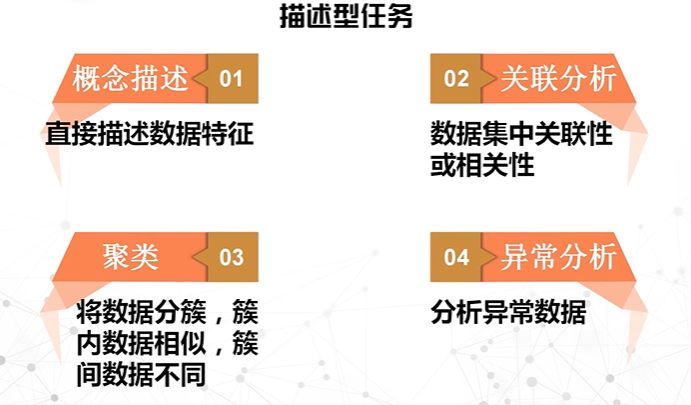 描述型任务
概念描述 01
直接描述数据特征
02 关联分析
数据集中关联性
或相关性
聚类 03
将数据分簇，簇
内数据相似，簇
间数据不同
04 异常分析
分析异常数据